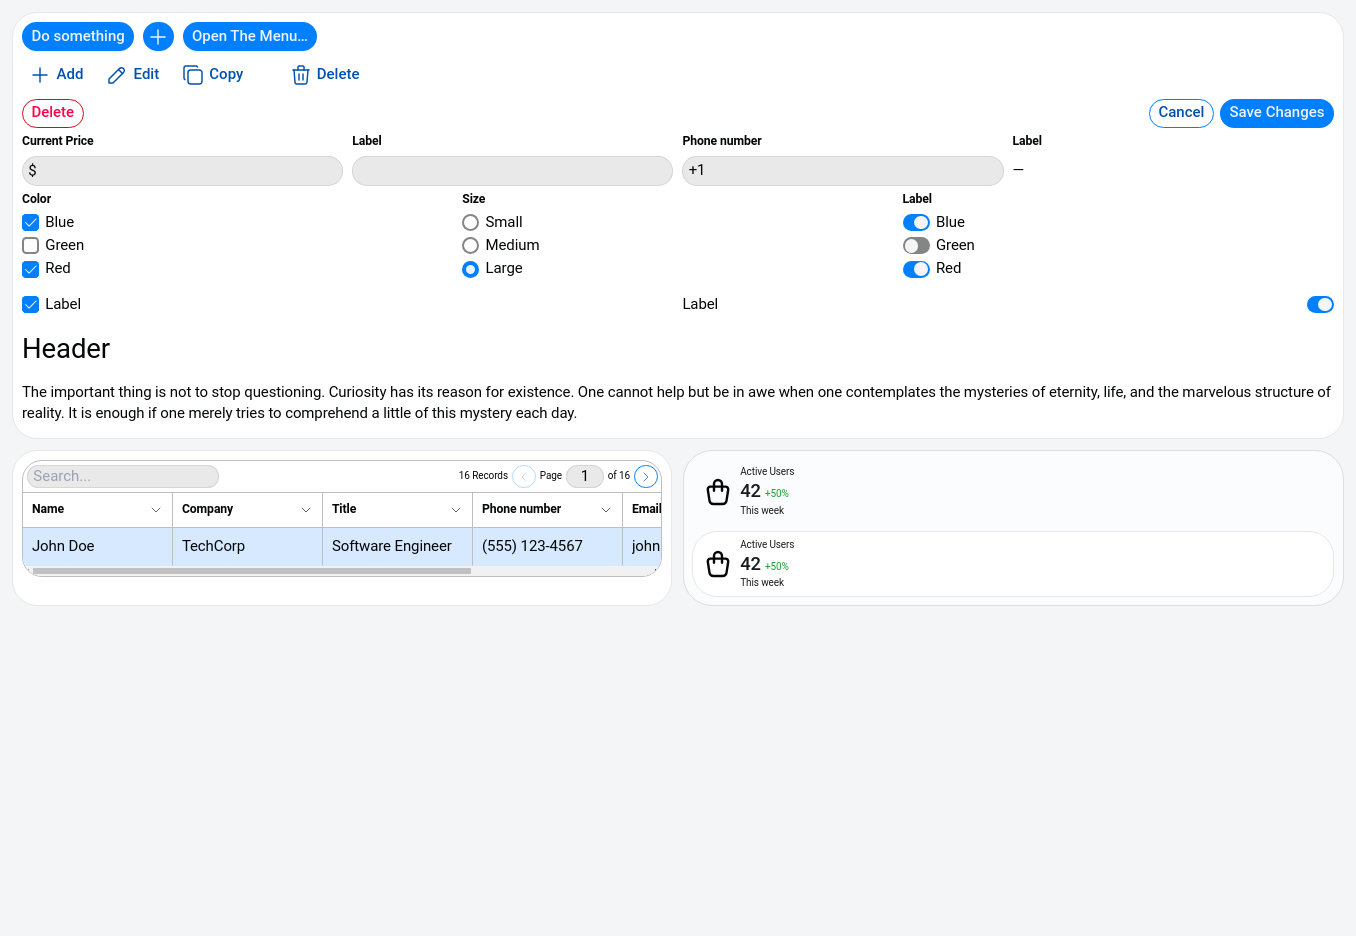 Do something Open The Menu...
Add Edit Copy Delete
Delete Cancel Save Changes
Current Price Label Phone number Label
$ +1 —
Color Size Label
Blue Small Blue
Green Medium Green
Red Large Red
Label Label
Header
The important thing is not to stop questioning. Curiosity has its reason for existence. One cannot help but be in awe when one contemplates the mysteries of eternity, life, and the marvelous structure of
reality. It is enough if one merely tries to comprehend a little of this mystery each day.
Search... 16 Records Page 1 of 16
Name Company Title Phone number Email
John Doe TechCorp Software Engineer (555) 123-4567 john
Active Users
42 +50%
This week
Active Users
42 +50%
This week